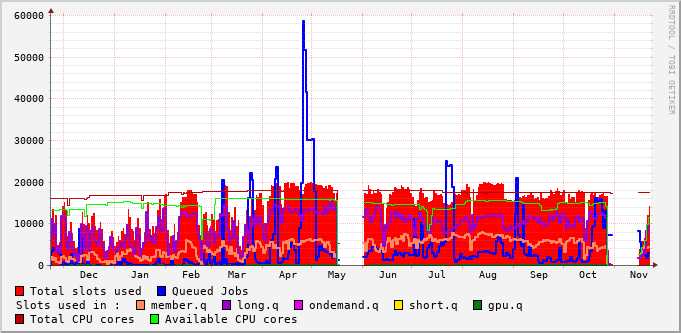 60000
50000
40000
30000
20000
10000
0
Dec Jan Feb Mar Apr May Jun Jul Aug Sep Oct Nov
RRDTOOL / TOBI OETIKER
Total slots used Queued Jobs
Slots used in : member.q long.q ondemand.q short.q gpu.q
Total CPU cores Available CPU cores